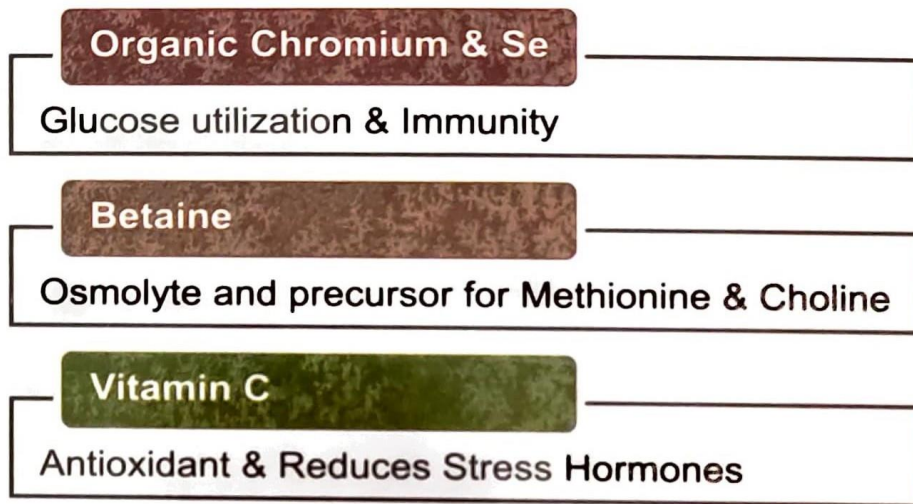 Organic Chromium & Se
Glucose utilization & Immunity
Betaine
Osmolyte and precursor for Methionine & Choline
Vitamin C
Antioxidant & Reduces Stress Hormones